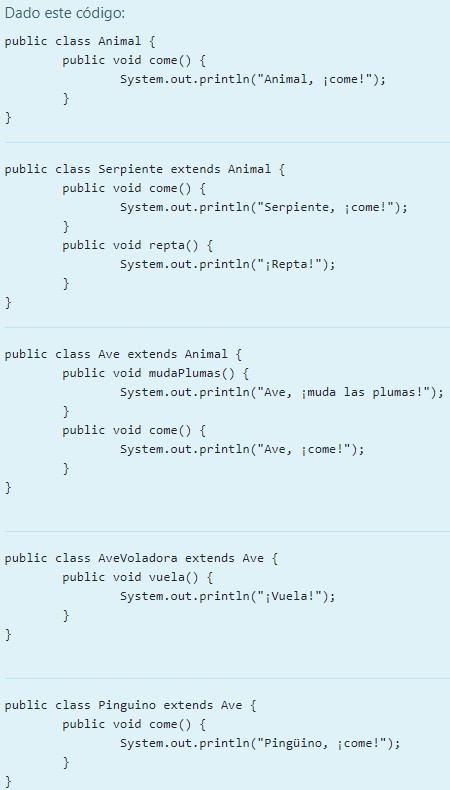 Dado este código:
public class Animal {
        public void come() {
                System.out.println("Animal, ¡come!");
        }
}
public class Serpiente extends Animal {
        public void come() {
                System.out.println("Serpiente, ¡come!");
        }
        public void repta() {
                System.out.println("¡Repta!");
        }
}
public class Ave extends Animal {
        public void mudaPlumas() {
                System.out.println("Ave, ¡muda las plumas!");
        }
        public void come() {
                System.out.println("Ave, ¡come!");
        }
}
public class AveVoladora extends Ave {
        public void vuela() {
                System.out.println("¡Vuela!");
        }
}
public class Pinguino extends Ave {
        public void come() {
                System.out.println("Pingüino, ¡come!");
        }
}